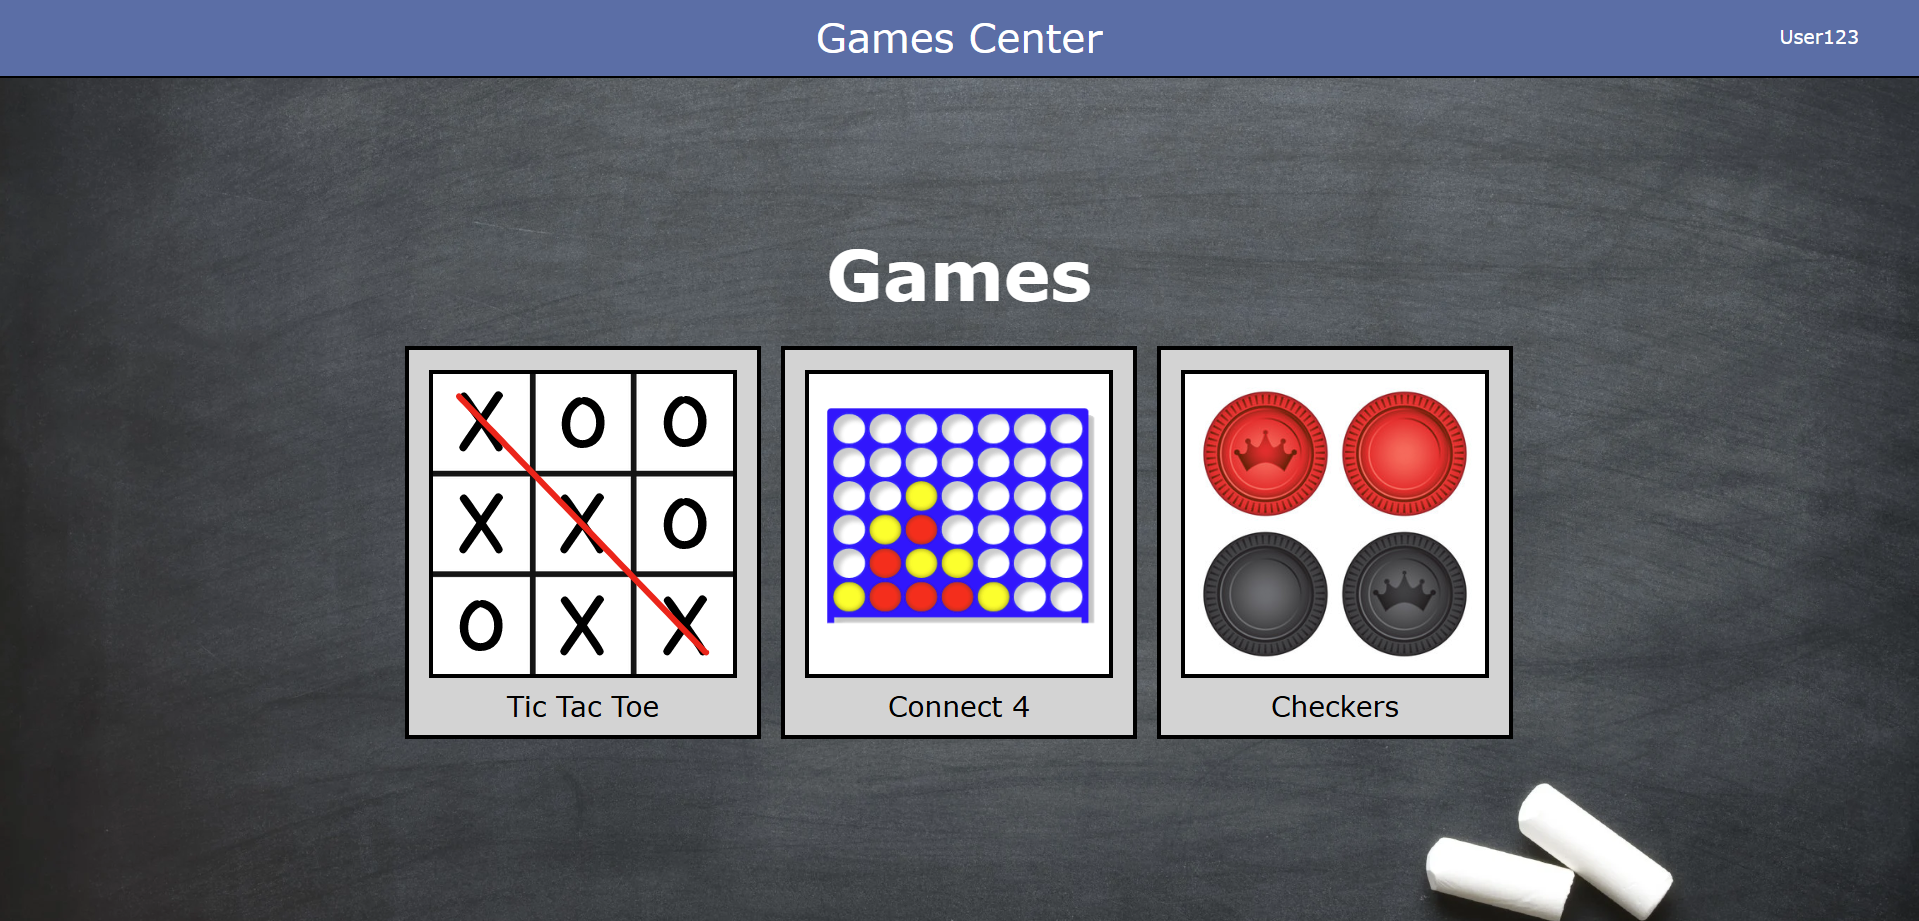 Games Center
User123
Games
X O O
X X O
O X X
Tic Tac Toe
Connect 4
Checkers